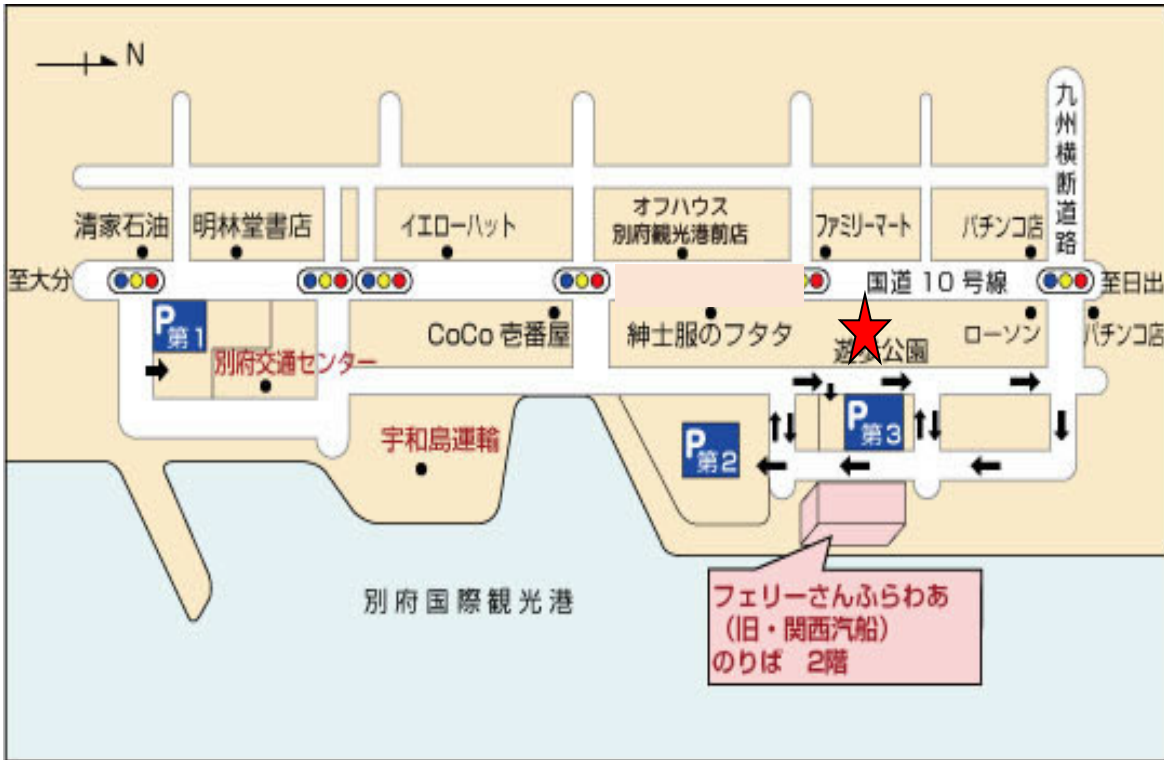 N
九州横断道路
清家石油
明林堂書店
イエローハット
オフハウス
別府観光港前店
ファミリーマート
パチンコ店
至大分
国道10号線
至日出
P第1
CoCo壱番屋
紳士服のフタタ
遊歩公園
ローソン
パチンコ店
別府交通センター
宇和島運輸
P第2
P第3
別府国際観光港
フェリーさんふらわあ
(旧・関西汽船)
のりば 2階